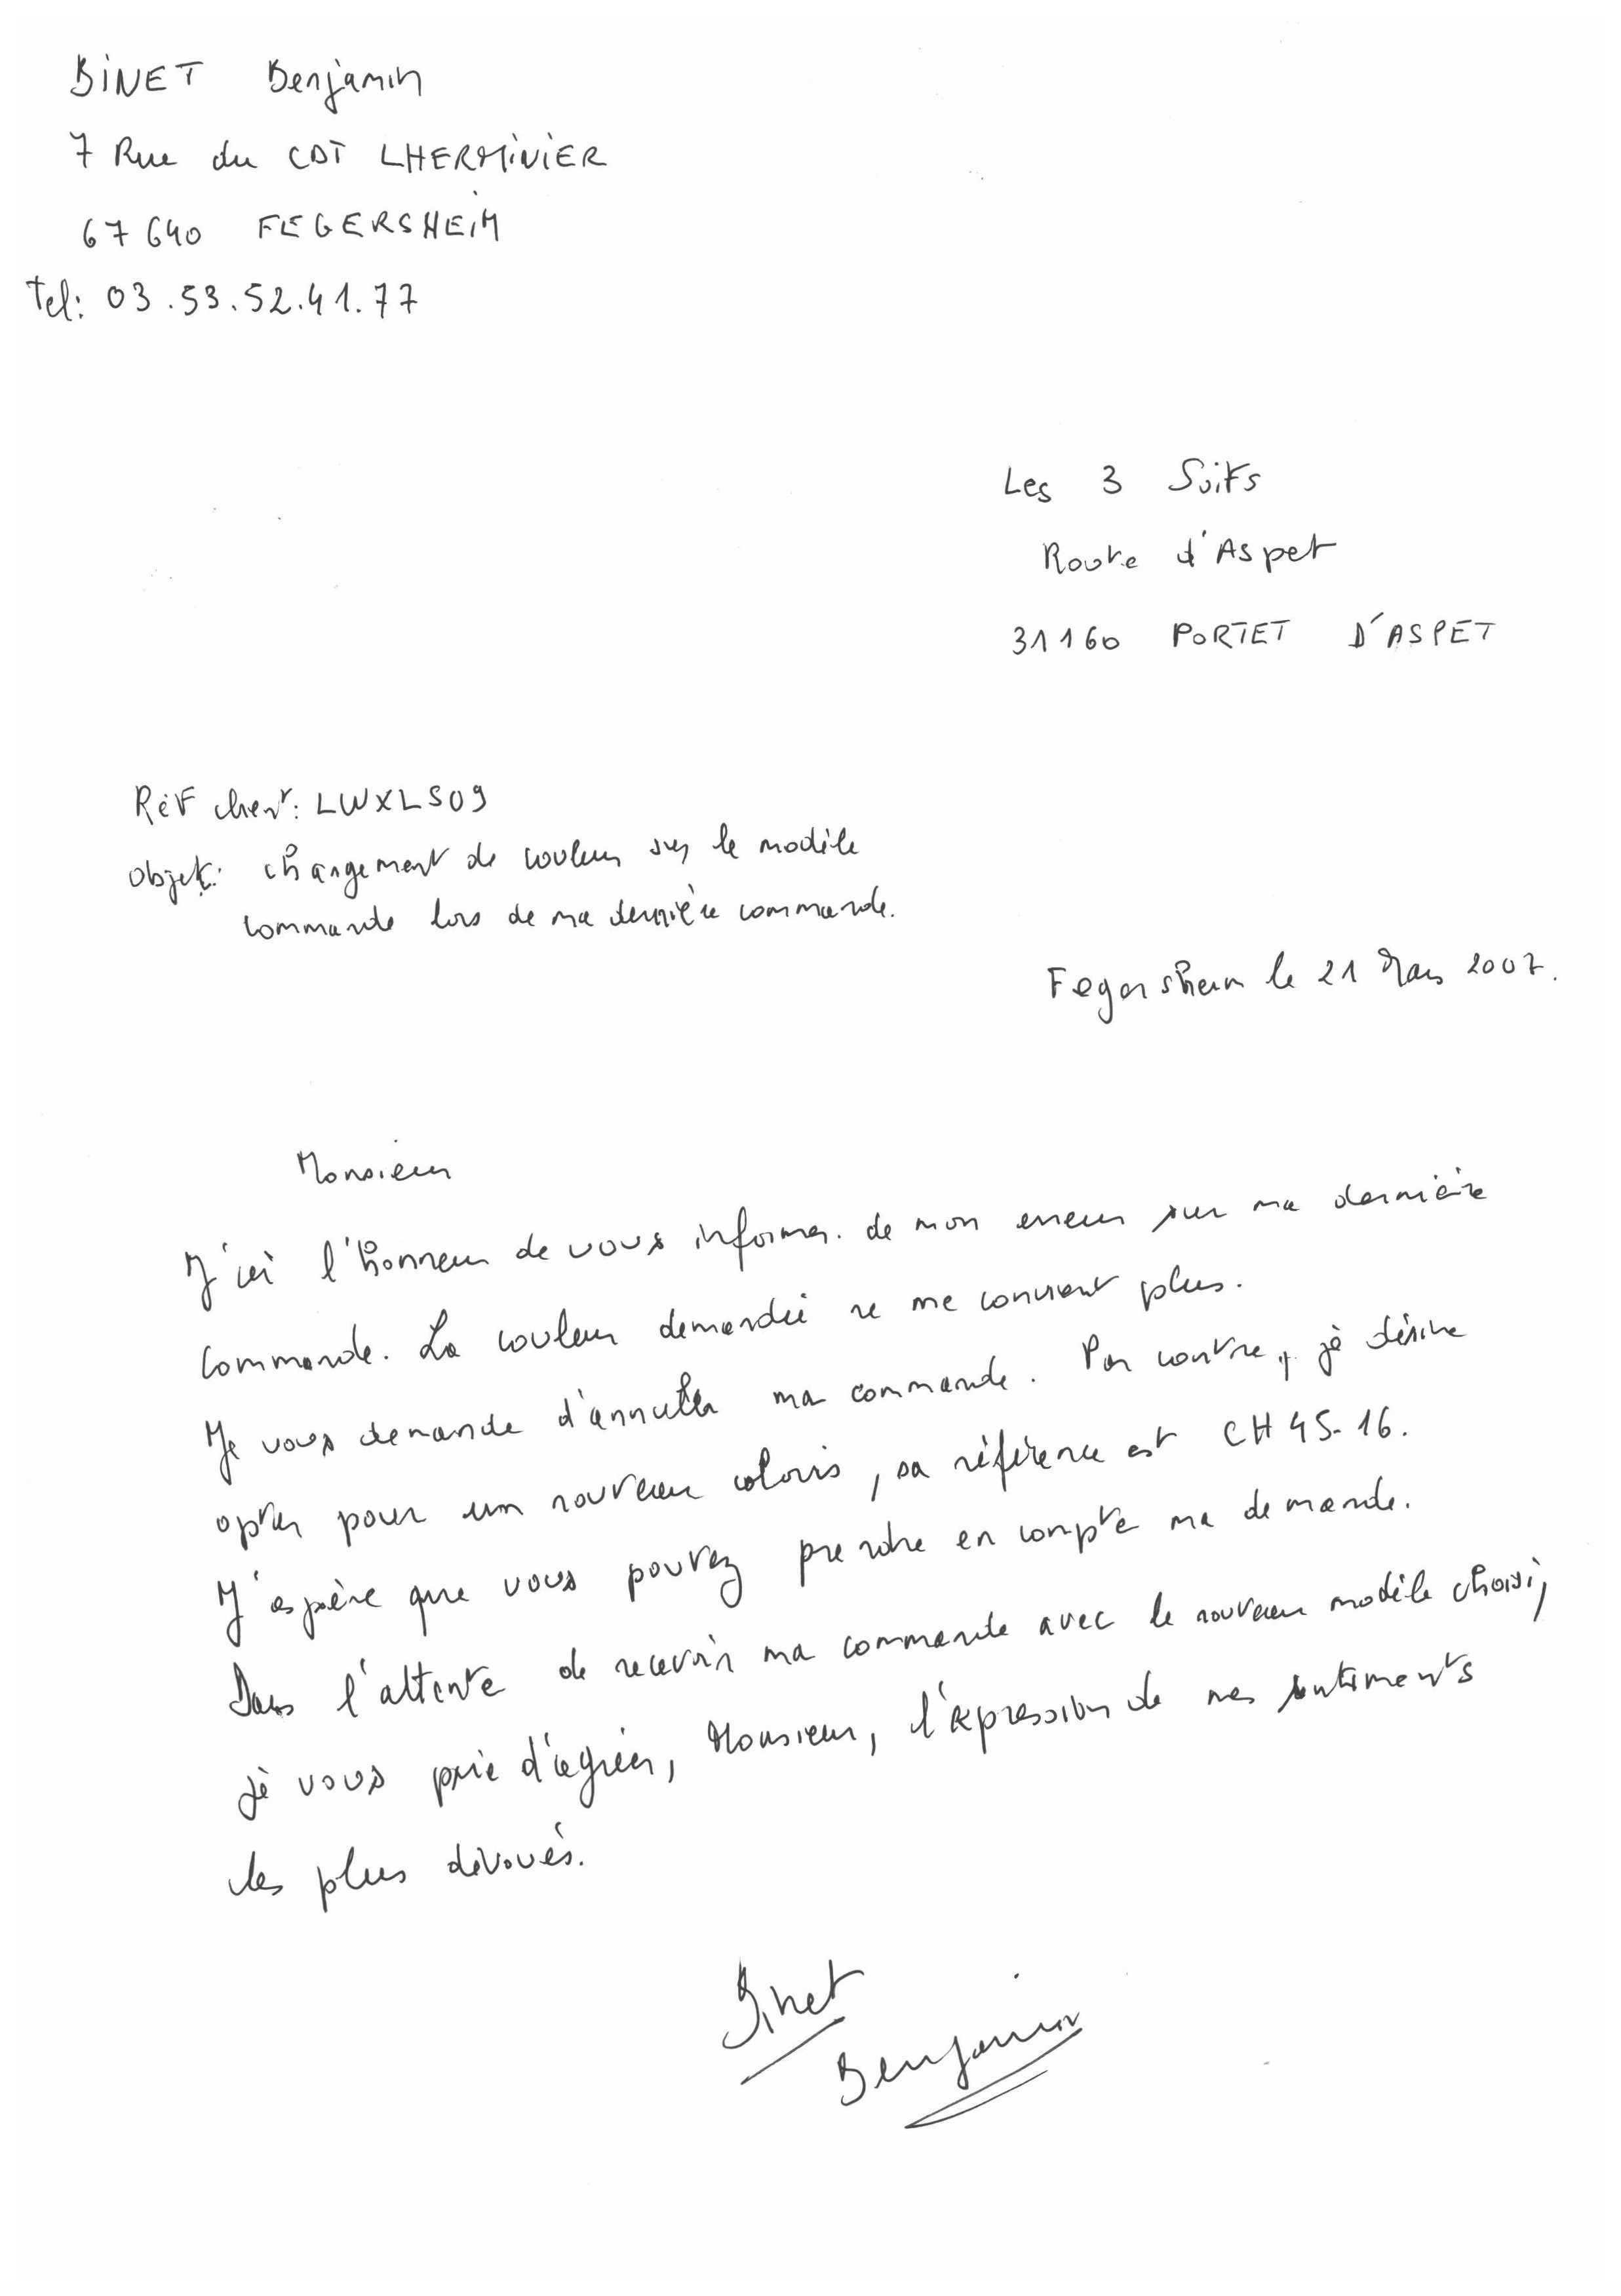 BINET Benjamin
7 Rue du CDT LHERMINIER
67640 FEGERSHEIM
Tel: 03.53.52.41.77
Les 3 Suits
Route d'Aspet
31160 PORTET D'ASPET
Réf client: LWXLS09
Objet: changement de couleur sur le modèle
commande lors de ma dernière commande.
Fegersheim le 21 Mars 2007.
Monsieur
J'ai l'honneur de vous informer de mon erreur sur ma dernière
commande. La couleur demandée ne me convient plus.
Je vous demande d'annuler ma commande. Par contre, je désire
opter pour un nouveau coloris, sa référence est CH45-16.
J'espère que vous pouvez prendre en compte ma demande.
Dans l'attente de recevoir ma commande avec le nouveau modèle choisi,
je vous prie d'agréer, Monsieur, l'expression de mes sentiments
les plus dévoués.
Binet
Benjamin